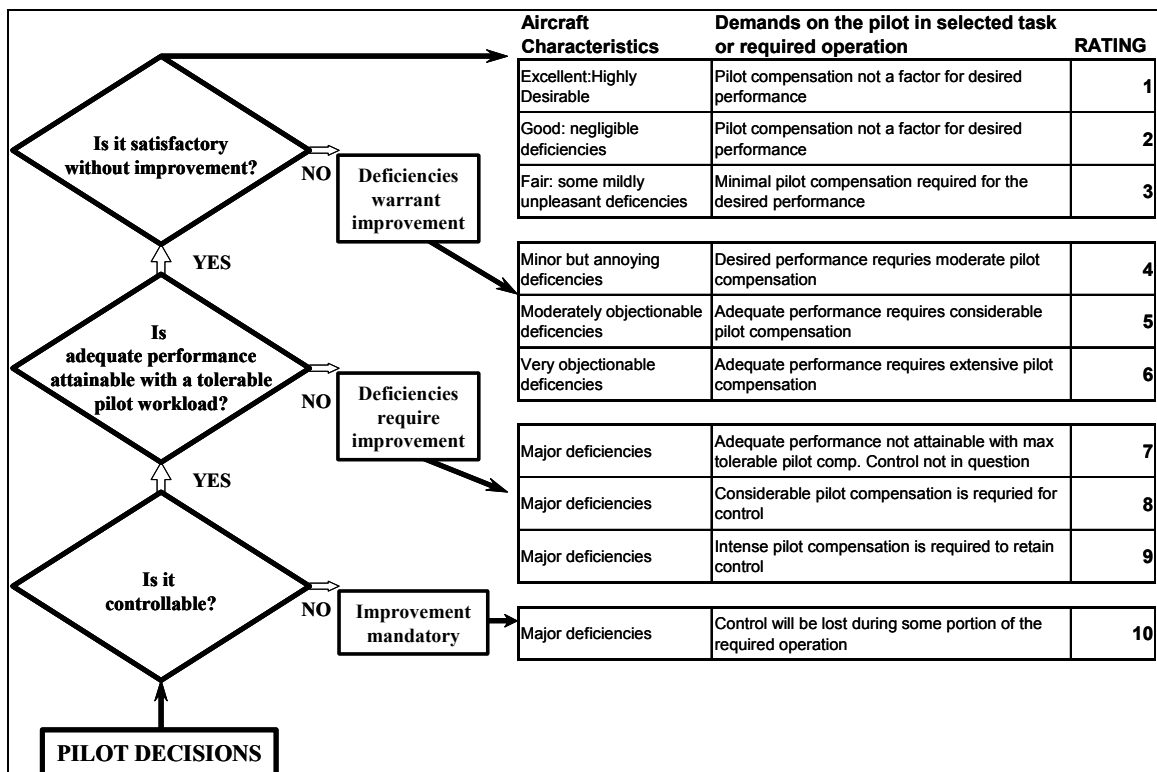 Aircraft Characteristics
Demands on the pilot in selected task
or required operation
RATING
Excellent:Highly
Desirable
Pilot compensation not a factor for desired
performance
1
Good: negligible
deficiencies
Pilot compensation not a factor for desired
performance
2
Fair: some mildly
unpleasant deficencies
Minimal pilot compensation required for the
desired performance
3
Is it satisfactory
without improvement?
NO
Deficiencies
warrant
improvement
YES
Minor but annoying
deficencies
Desired performance requries moderate pilot
compensation
4
Moderately objectionable
deficencies
Adequate performance requires considerable
pilot compensation
5
Very objectionable
deficencies
Adequate performance requires extensive pilot
compensation
6
Is
adequate performance
attainable with a tolerable
pilot workload?
NO
Deficiencies
require
improvement
YES
Major deficiencies
Adequate performance not attainable with max
tolerable pilot comp. Control not in question
7
Major deficiencies
Considerable pilot compensation is requried for
control
8
Major deficiencies
Intense pilot compensation is required to retain
control
9
Is it
controllable?
NO
Improvement
mandatory
Major deficiencies
Control will be lost during some portion of the
required operation
10
PILOT DECISIONS